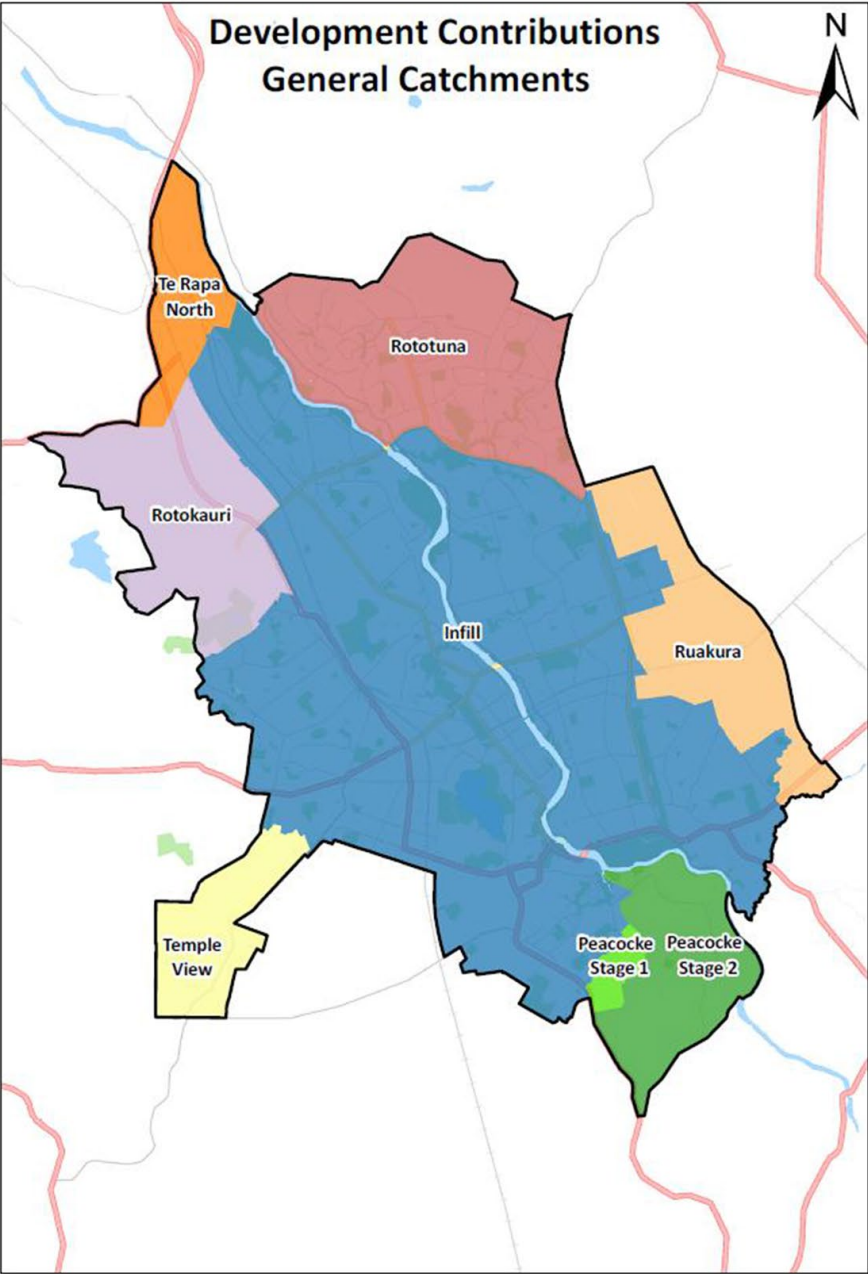 Development Contributions
General Catchments
N
Te Rapa
North
Rototuna
Rotokauri
Infill
Ruakura
Temple
View
Peacocke
Stage 1
Peacocke
Stage 2